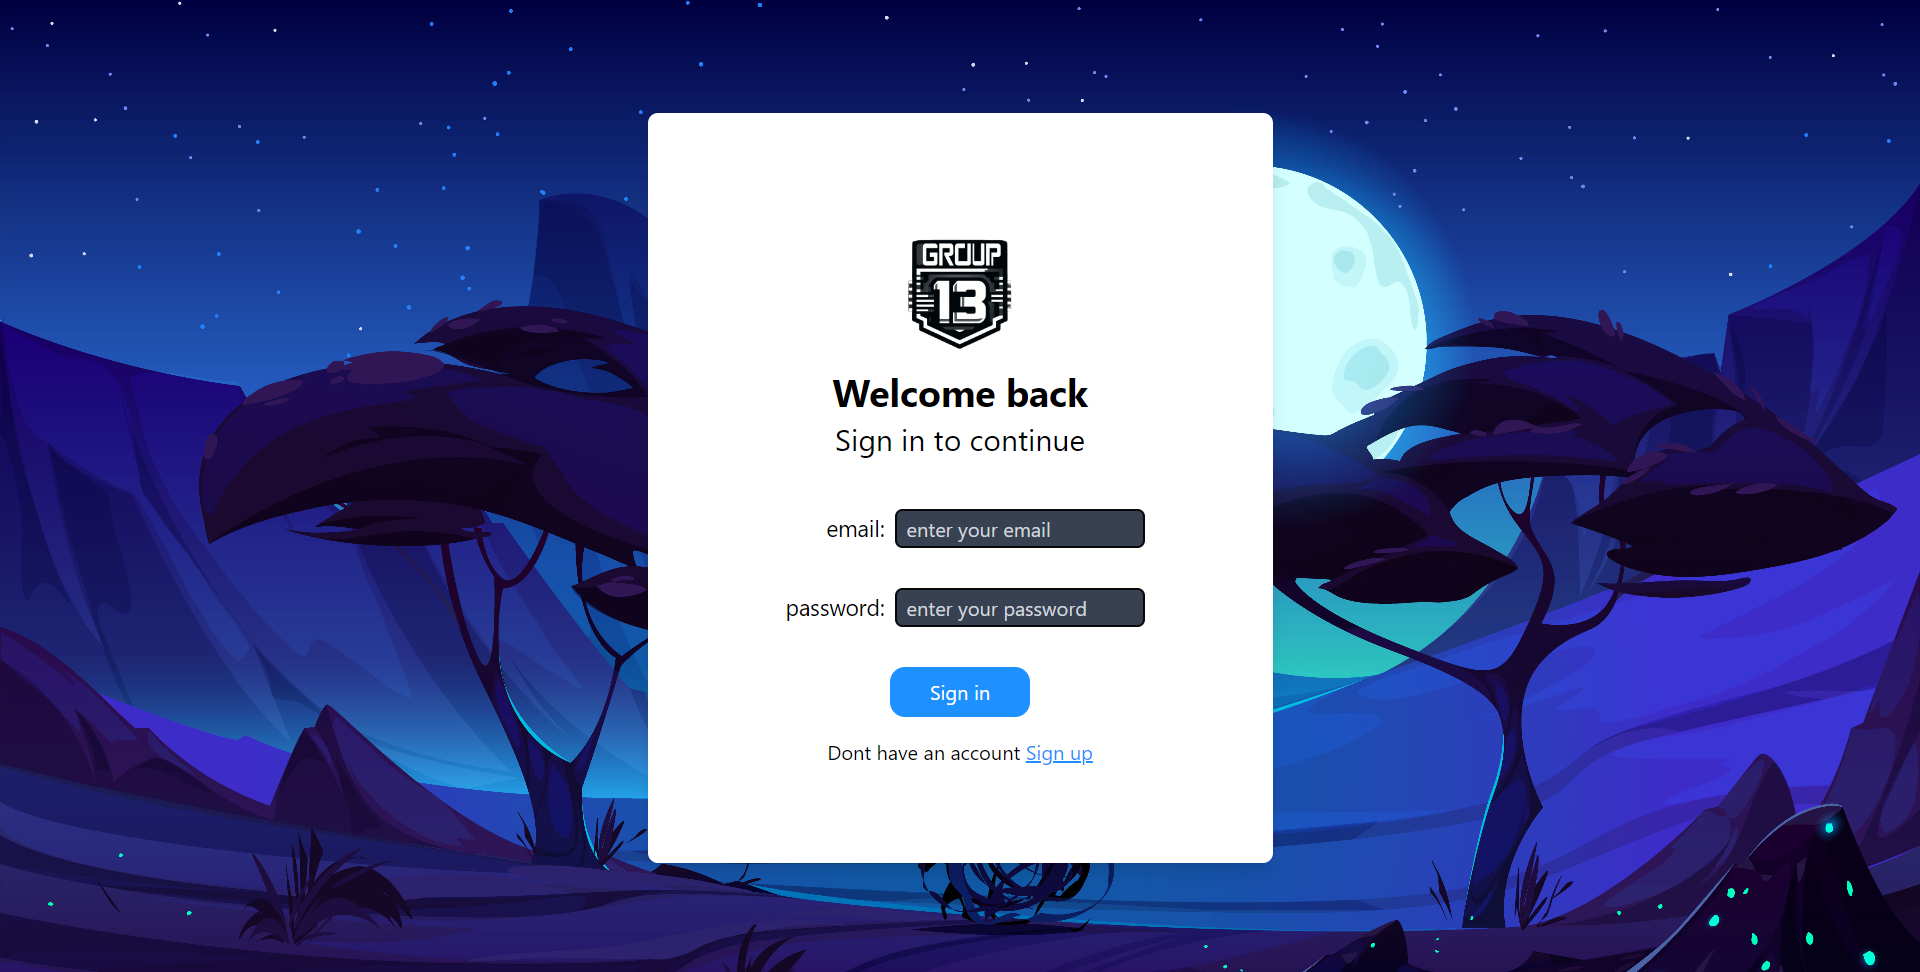 GROUP
13
Welcome back
Sign in to continue
email: enter your email
password: enter your password
Sign in
Dont have an account Sign up